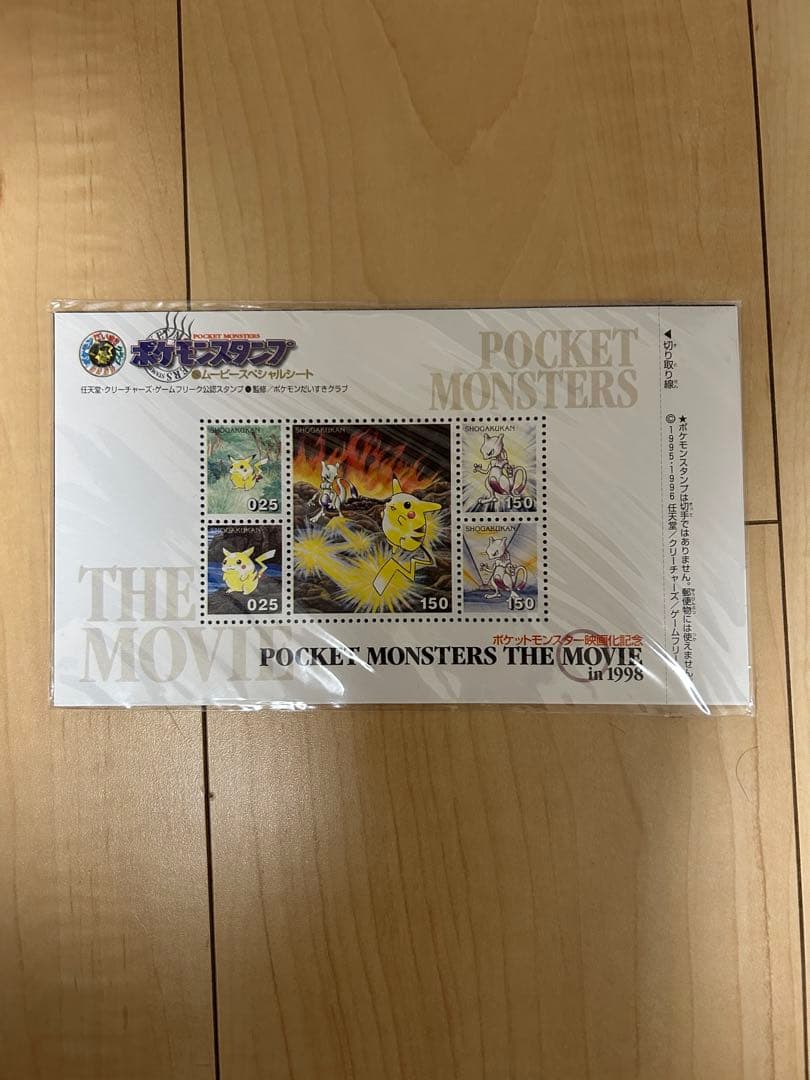 POCKET MONSTERS
ポケモンスタンプ
●ムービースペシャルシート
任天堂・クリーチャーズ・ゲームフリーク公認スタンプ●監修／ポケモンだいすきクラブ
POCKET
MONSTERS
SHOGAKUKAN
025
SHOGAKUKAN
025
SHOGAKUKAN
150
SHOGAKUKAN
150
SHOGAKUKAN
150
THE
MOVIE
ポケットモンスター映画化記念
POCKET MONSTERS THE MOVIE
in 1998
◀切り取り線
★ポケモンスタンプは切手ではありません。郵便物には使えません
©1995・1996 任天堂／クリーチャーズ／ゲームフリー